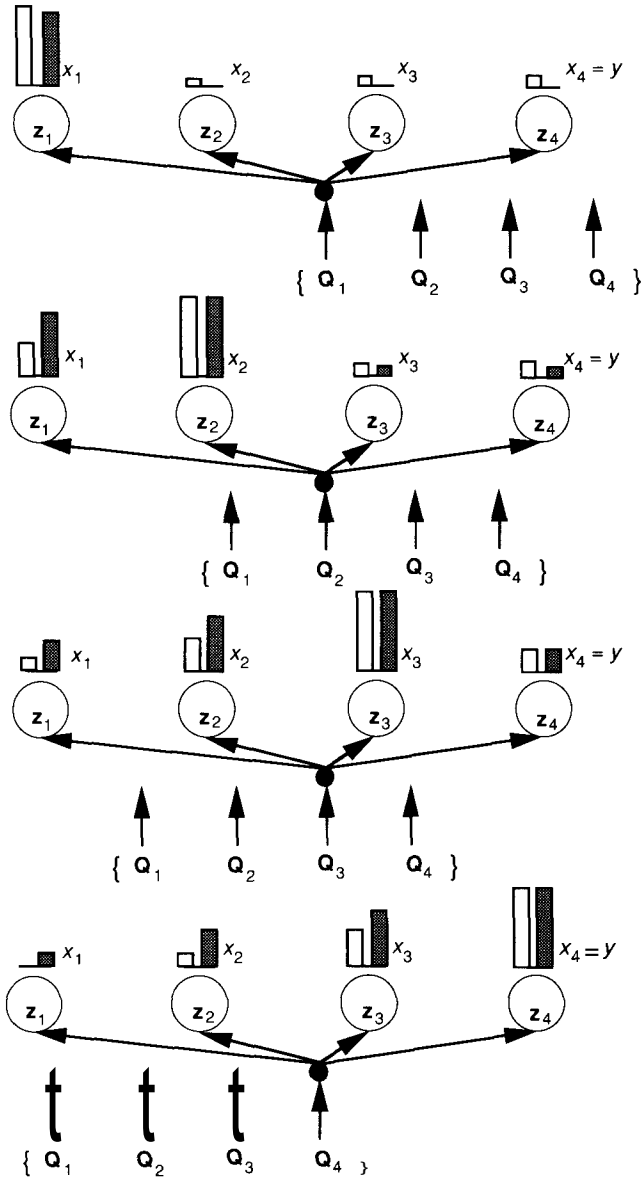 x₁ x₂ x₃ x₄ = y
z₁ z₂ z₃ z₄
{ Q₁ Q₂ Q₃ Q₄ }
x₁ x₂ x₃ x₄ = y
z₁ z₂ z₃ z₄
{ Q₁ Q₂ Q₃ Q₄ }
x₁ x₂ x₃ x₄ = y
z₁ z₂ z₃ z₄
{ Q₁ Q₂ Q₃ Q₄ }
x₁ x₂ x₃ x₄ = y
z₁ z₂ z₃ z₄
t t t
{ Q₁ Q₂ Q₃ Q₄ }